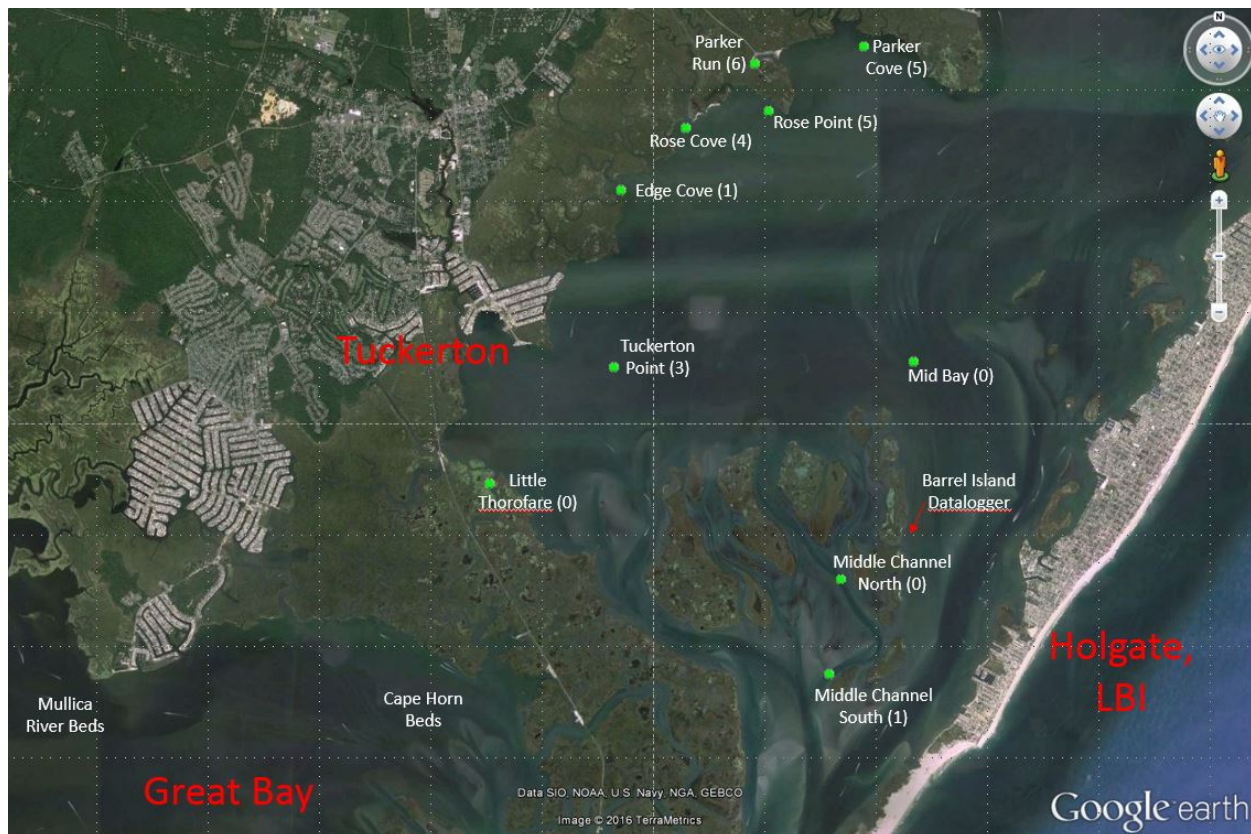 N
Parker
Run (6)
Parker
Cove (5)
Rose Point (5)
Rose Cove (4)
Edge Cove (1)
Tuckerton
Tuckerton
Point (3)
Mid Bay (0)
Little
Thorofare (0)
Barrel Island
Datalogger
Middle Channel
North (0)
Holgate,
LBI
Middle Channel
South (1)
Mullica
River Beds
Cape Horn
Beds
Great Bay
Data SIO, NOAA, U.S. Navy, NGA, GEBCO
Image © 2016 TerraMetrics
Google earth